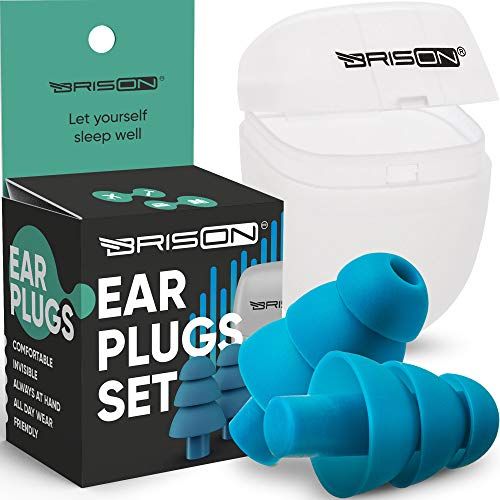 BRISON®
Let yourself
sleep well
BRISON
EAR
PLUGS
SET
EAR
PLUGS
COMFORTABLE
INVISIBLE
ALWAYS AT HAND
ALL DAY WEAR
FRIENDLY
BRISON®